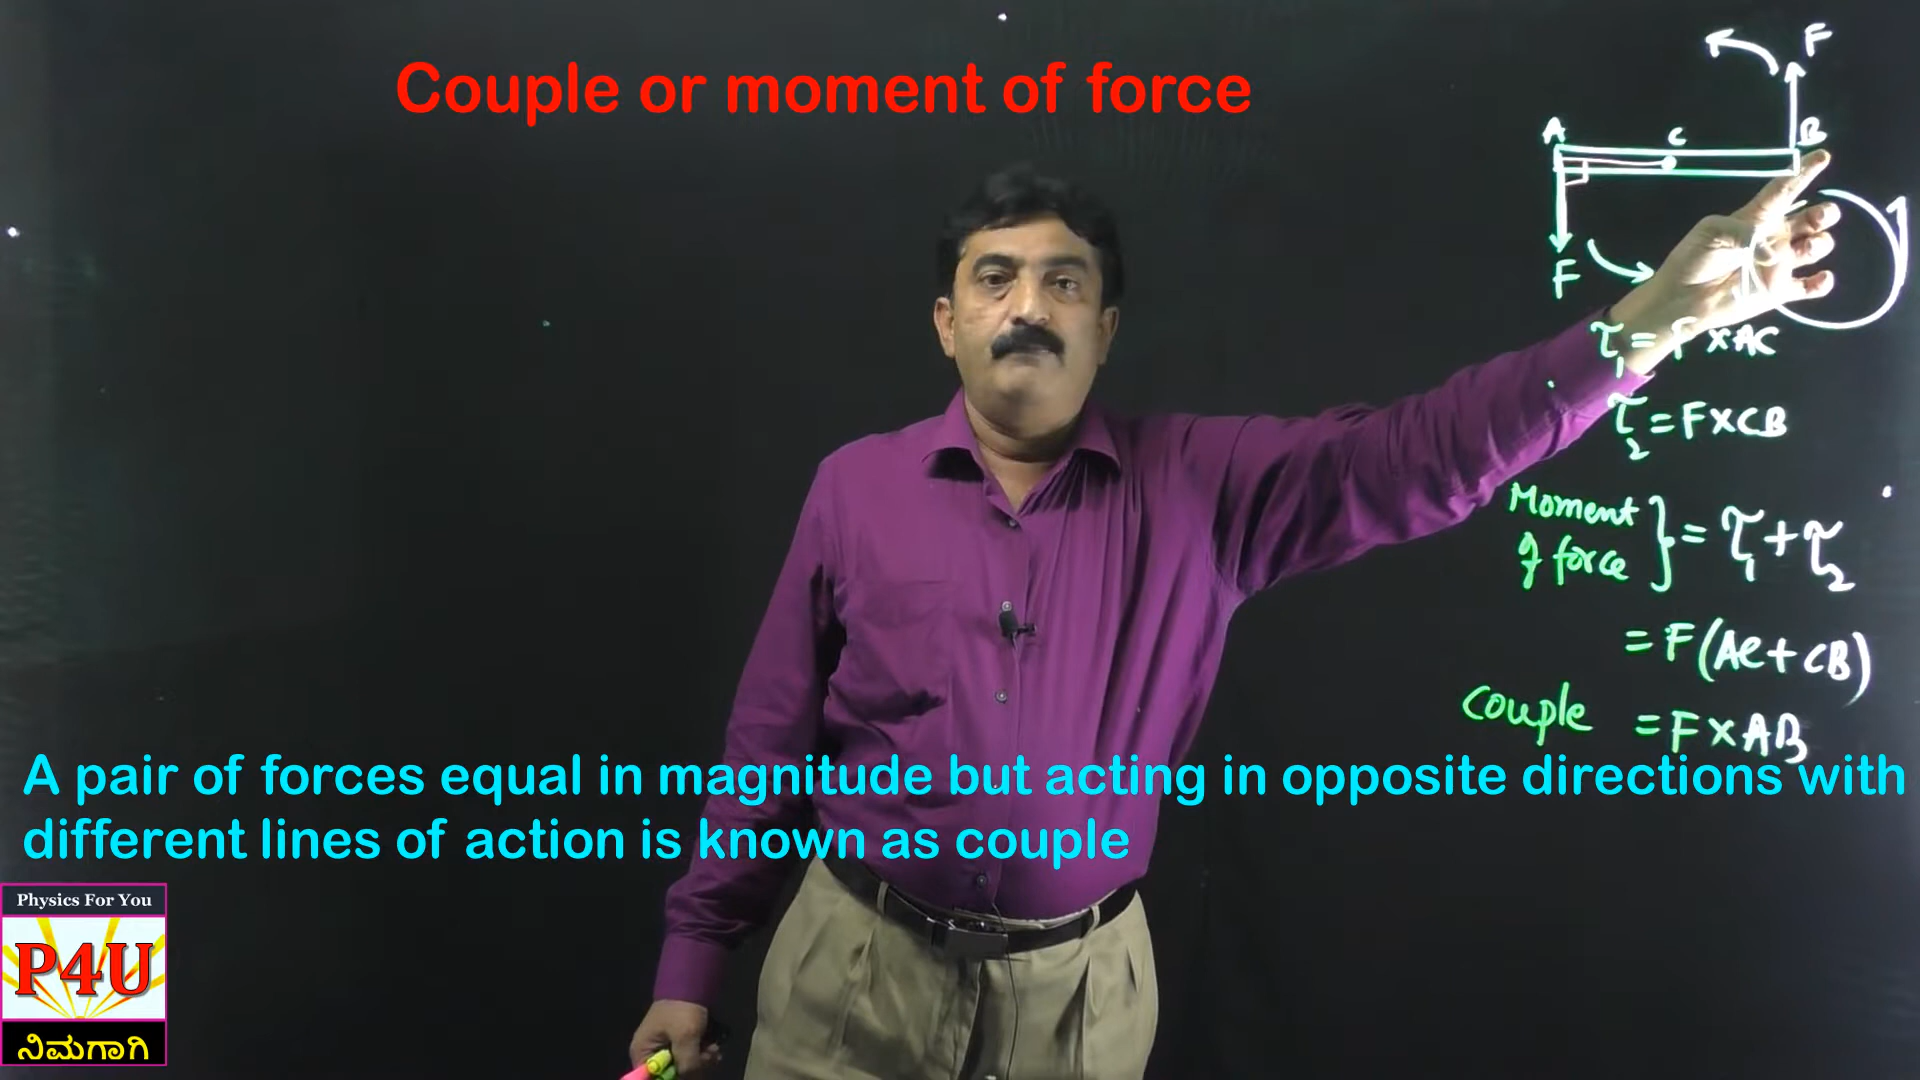 Couple or moment of force
F
A C B
F
τ₁ = F × AC
τ₂ = F × CB
Moment of force } = τ₁ + τ₂
= F (AC + CB)
couple = F × AB
A pair of forces equal in magnitude but acting in opposite directions with
different lines of action is known as couple
Physics For You
P4U
ನಿಮಗಾಗಿ